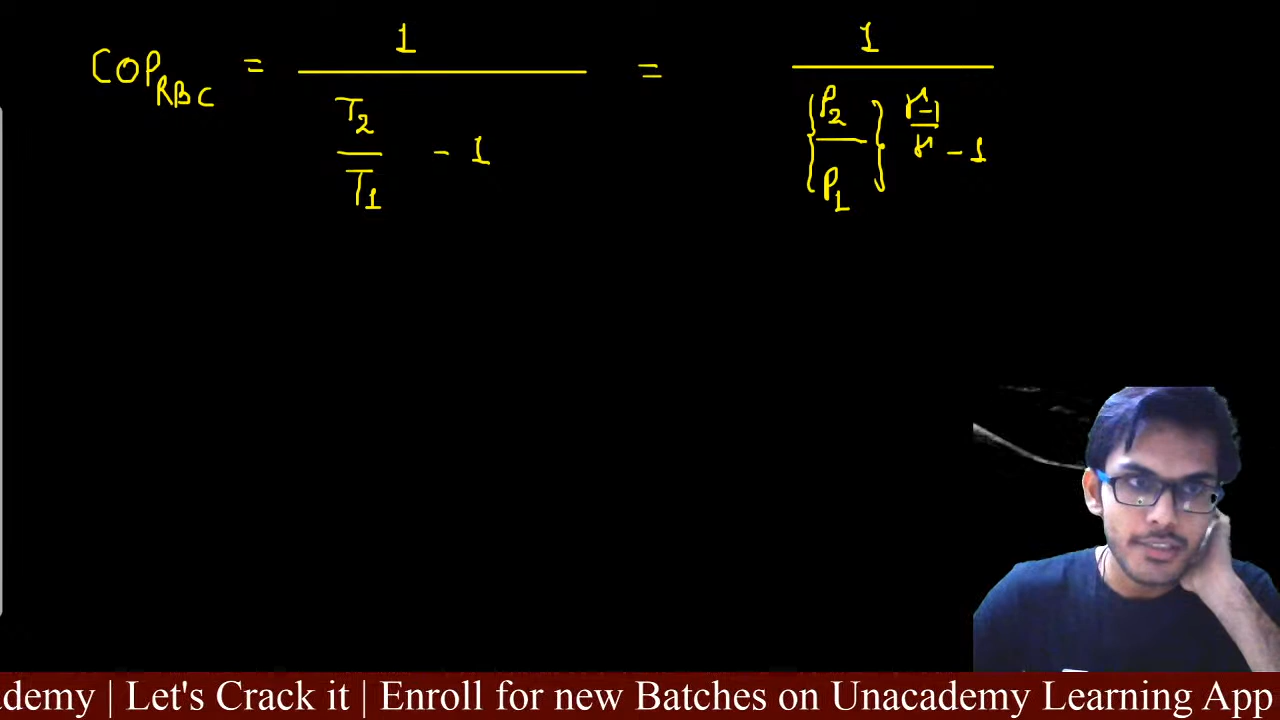 COP_RBC = 1 / (T₂/T₁ - 1) = 1 / ({P₂/P₁}^((γ-1)/γ) - 1)
demy | Let's Crack it | Enroll for new Batches on Unacademy Learning App